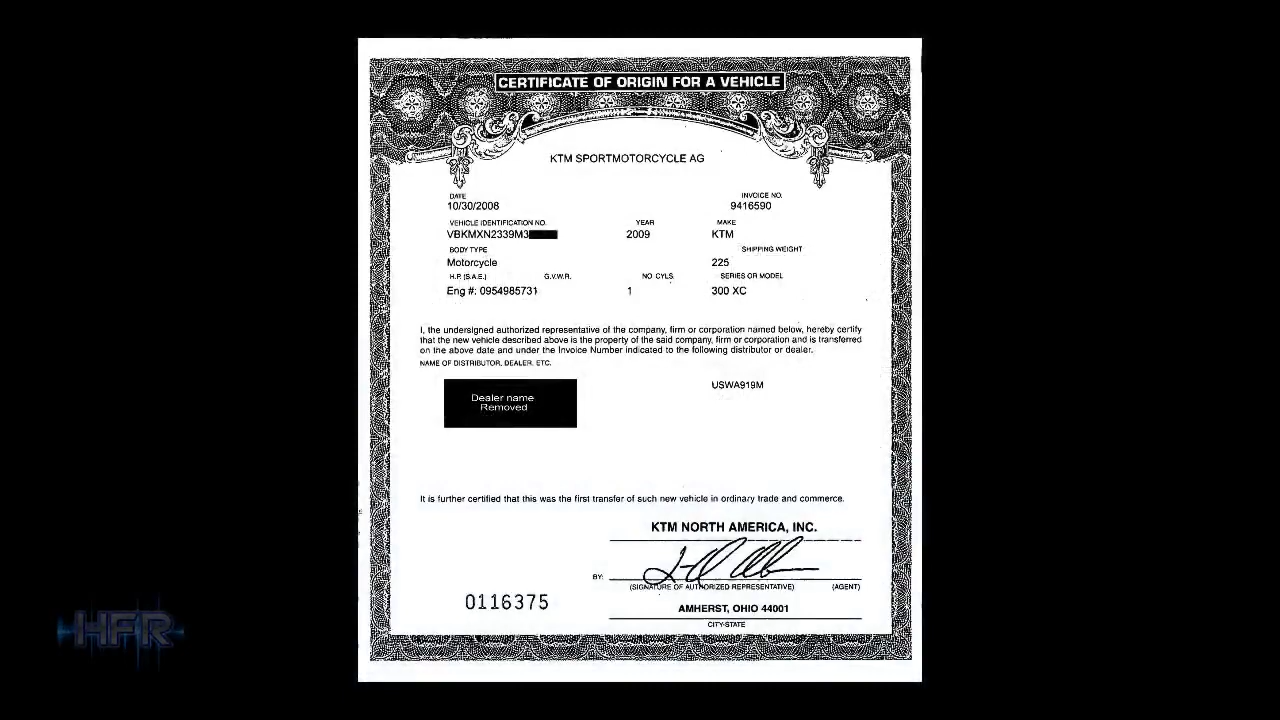 CERTIFICATE OF ORIGIN FOR A VEHICLE
KTM SPORTMOTORCYCLE AG
DATE
10/30/2008
INVOICE NO.
9416590
VEHICLE IDENTIFICATION NO.
VBKMXN2339M3
YEAR
2009
MAKE
KTM
BODY TYPE
Motorcycle
SHIPPING WEIGHT
225
H.P. (S.A.E.)
G.V.W.R.
NO. CYLS.
SERIES OR MODEL
Eng #: 0954985731
1
300 XC
I, the undersigned authorized representative of the company, firm or corporation named below, hereby certify
that the new vehicle described above is the property of the said company, firm or corporation and is transferred
on the above date and under the Invoice Number indicated to the following distributor or dealer.
NAME OF DISTRIBUTOR, DEALER, ETC.
Dealer name
Removed
USWA919M
It is further certified that this was the first transfer of such new vehicle in ordinary trade and commerce.
KTM NORTH AMERICA, INC.
BY:
(SIGNATURE OF AUTHORIZED REPRESENTATIVE) (AGENT)
0116375
AMHERST, OHIO 44001
CITY-STATE
HFR